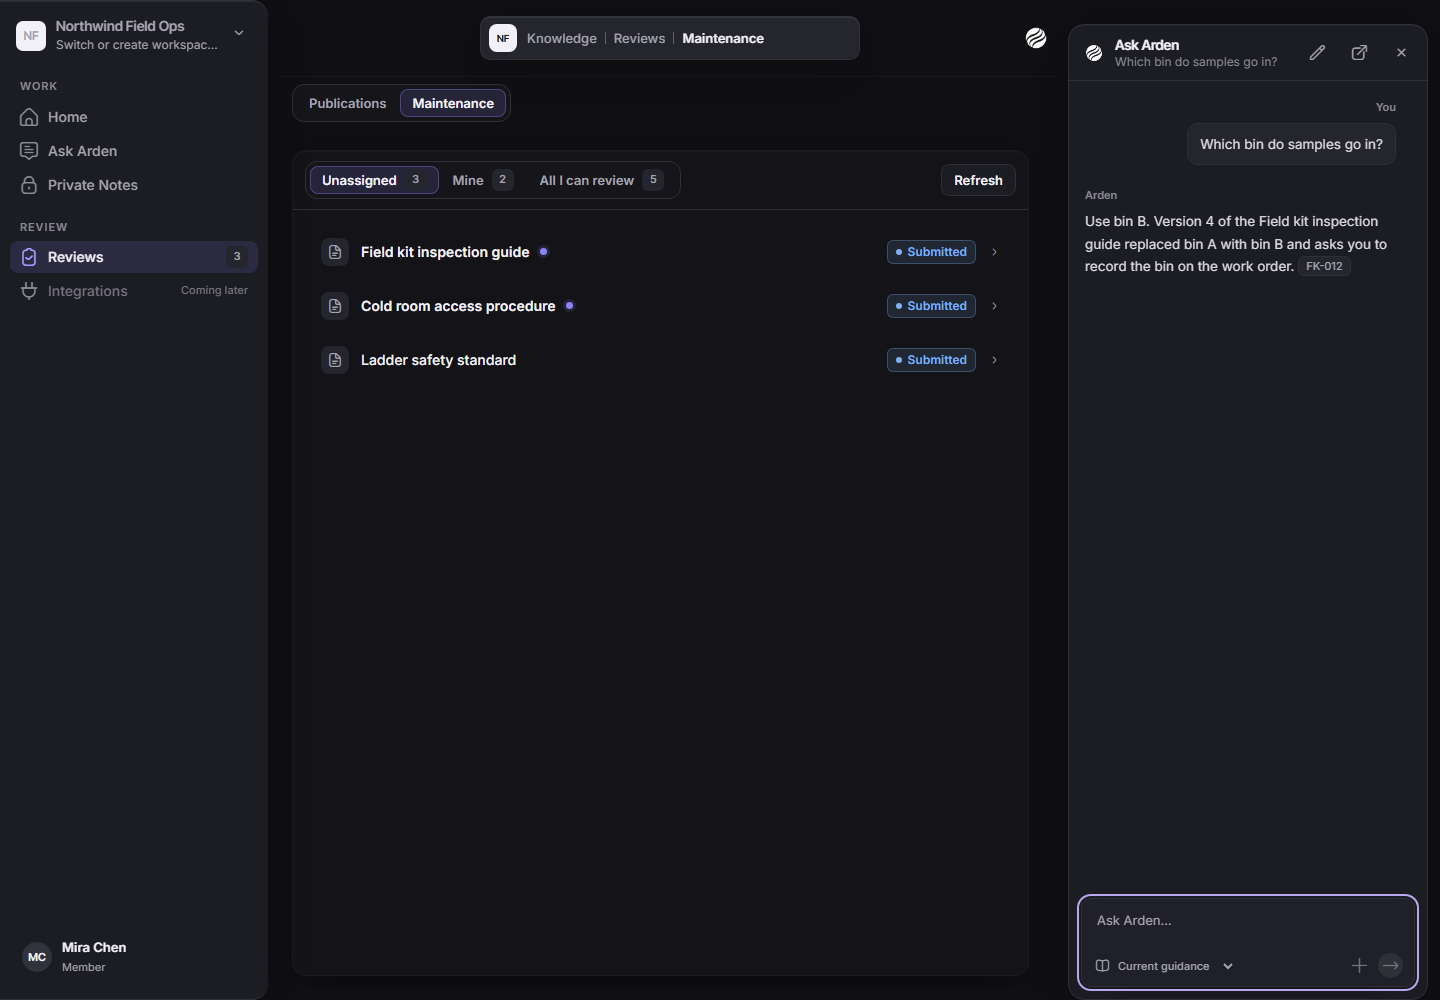 NF
Northwind Field Ops
Switch or create workspac...
WORK
Home
Ask Arden
Private Notes
REVIEW
Reviews 3
Integrations Coming later
MC
Mira Chen
Member
NF Knowledge | Reviews | Maintenance
Publications Maintenance
Unassigned 3 Mine 2 All I can review 5 Refresh
Field kit inspection guide Submitted
Cold room access procedure Submitted
Ladder safety standard Submitted
Ask Arden
Which bin do samples go in?
You
Which bin do samples go in?
Arden
Use bin B. Version 4 of the Field kit inspection
guide replaced bin A with bin B and asks you to
record the bin on the work order. FK-012
Ask Arden...
Current guidance